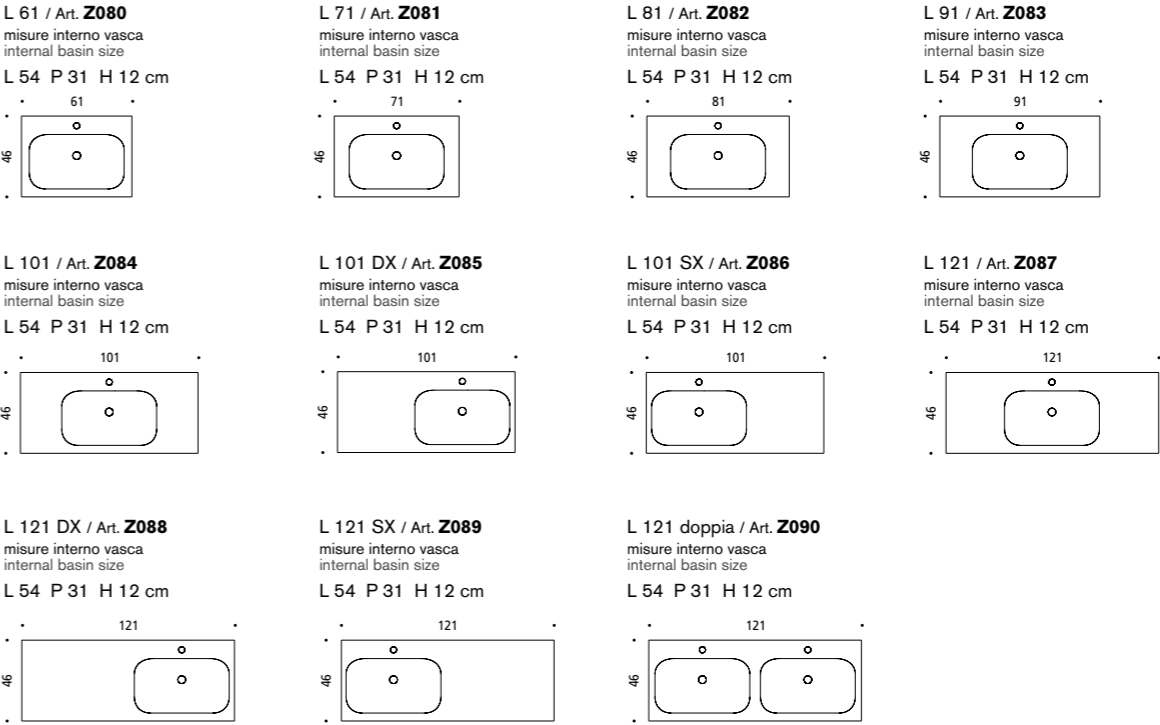 L 61 / Art. Z080
misure interno vasca
internal basin size
L 54 P 31 H 12 cm
61
46
L 71 / Art. Z081
misure interno vasca
internal basin size
L 54 P 31 H 12 cm
71
46
L 81 / Art. Z082
misure interno vasca
internal basin size
L 54 P 31 H 12 cm
81
46
L 91 / Art. Z083
misure interno vasca
internal basin size
L 54 P 31 H 12 cm
91
46
L 101 / Art. Z084
misure interno vasca
internal basin size
L 54 P 31 H 12 cm
101
46
L 101 DX / Art. Z085
misure interno vasca
internal basin size
L 54 P 31 H 12 cm
101
46
L 101 SX / Art. Z086
misure interno vasca
internal basin size
L 54 P 31 H 12 cm
101
46
L 121 / Art. Z087
misure interno vasca
internal basin size
L 54 P 31 H 12 cm
121
46
L 121 DX / Art. Z088
misure interno vasca
internal basin size
L 54 P 31 H 12 cm
121
46
L 121 SX / Art. Z089
misure interno vasca
internal basin size
L 54 P 31 H 12 cm
121
46
L 121 doppia / Art. Z090
misure interno vasca
internal basin size
L 54 P 31 H 12 cm
121
46